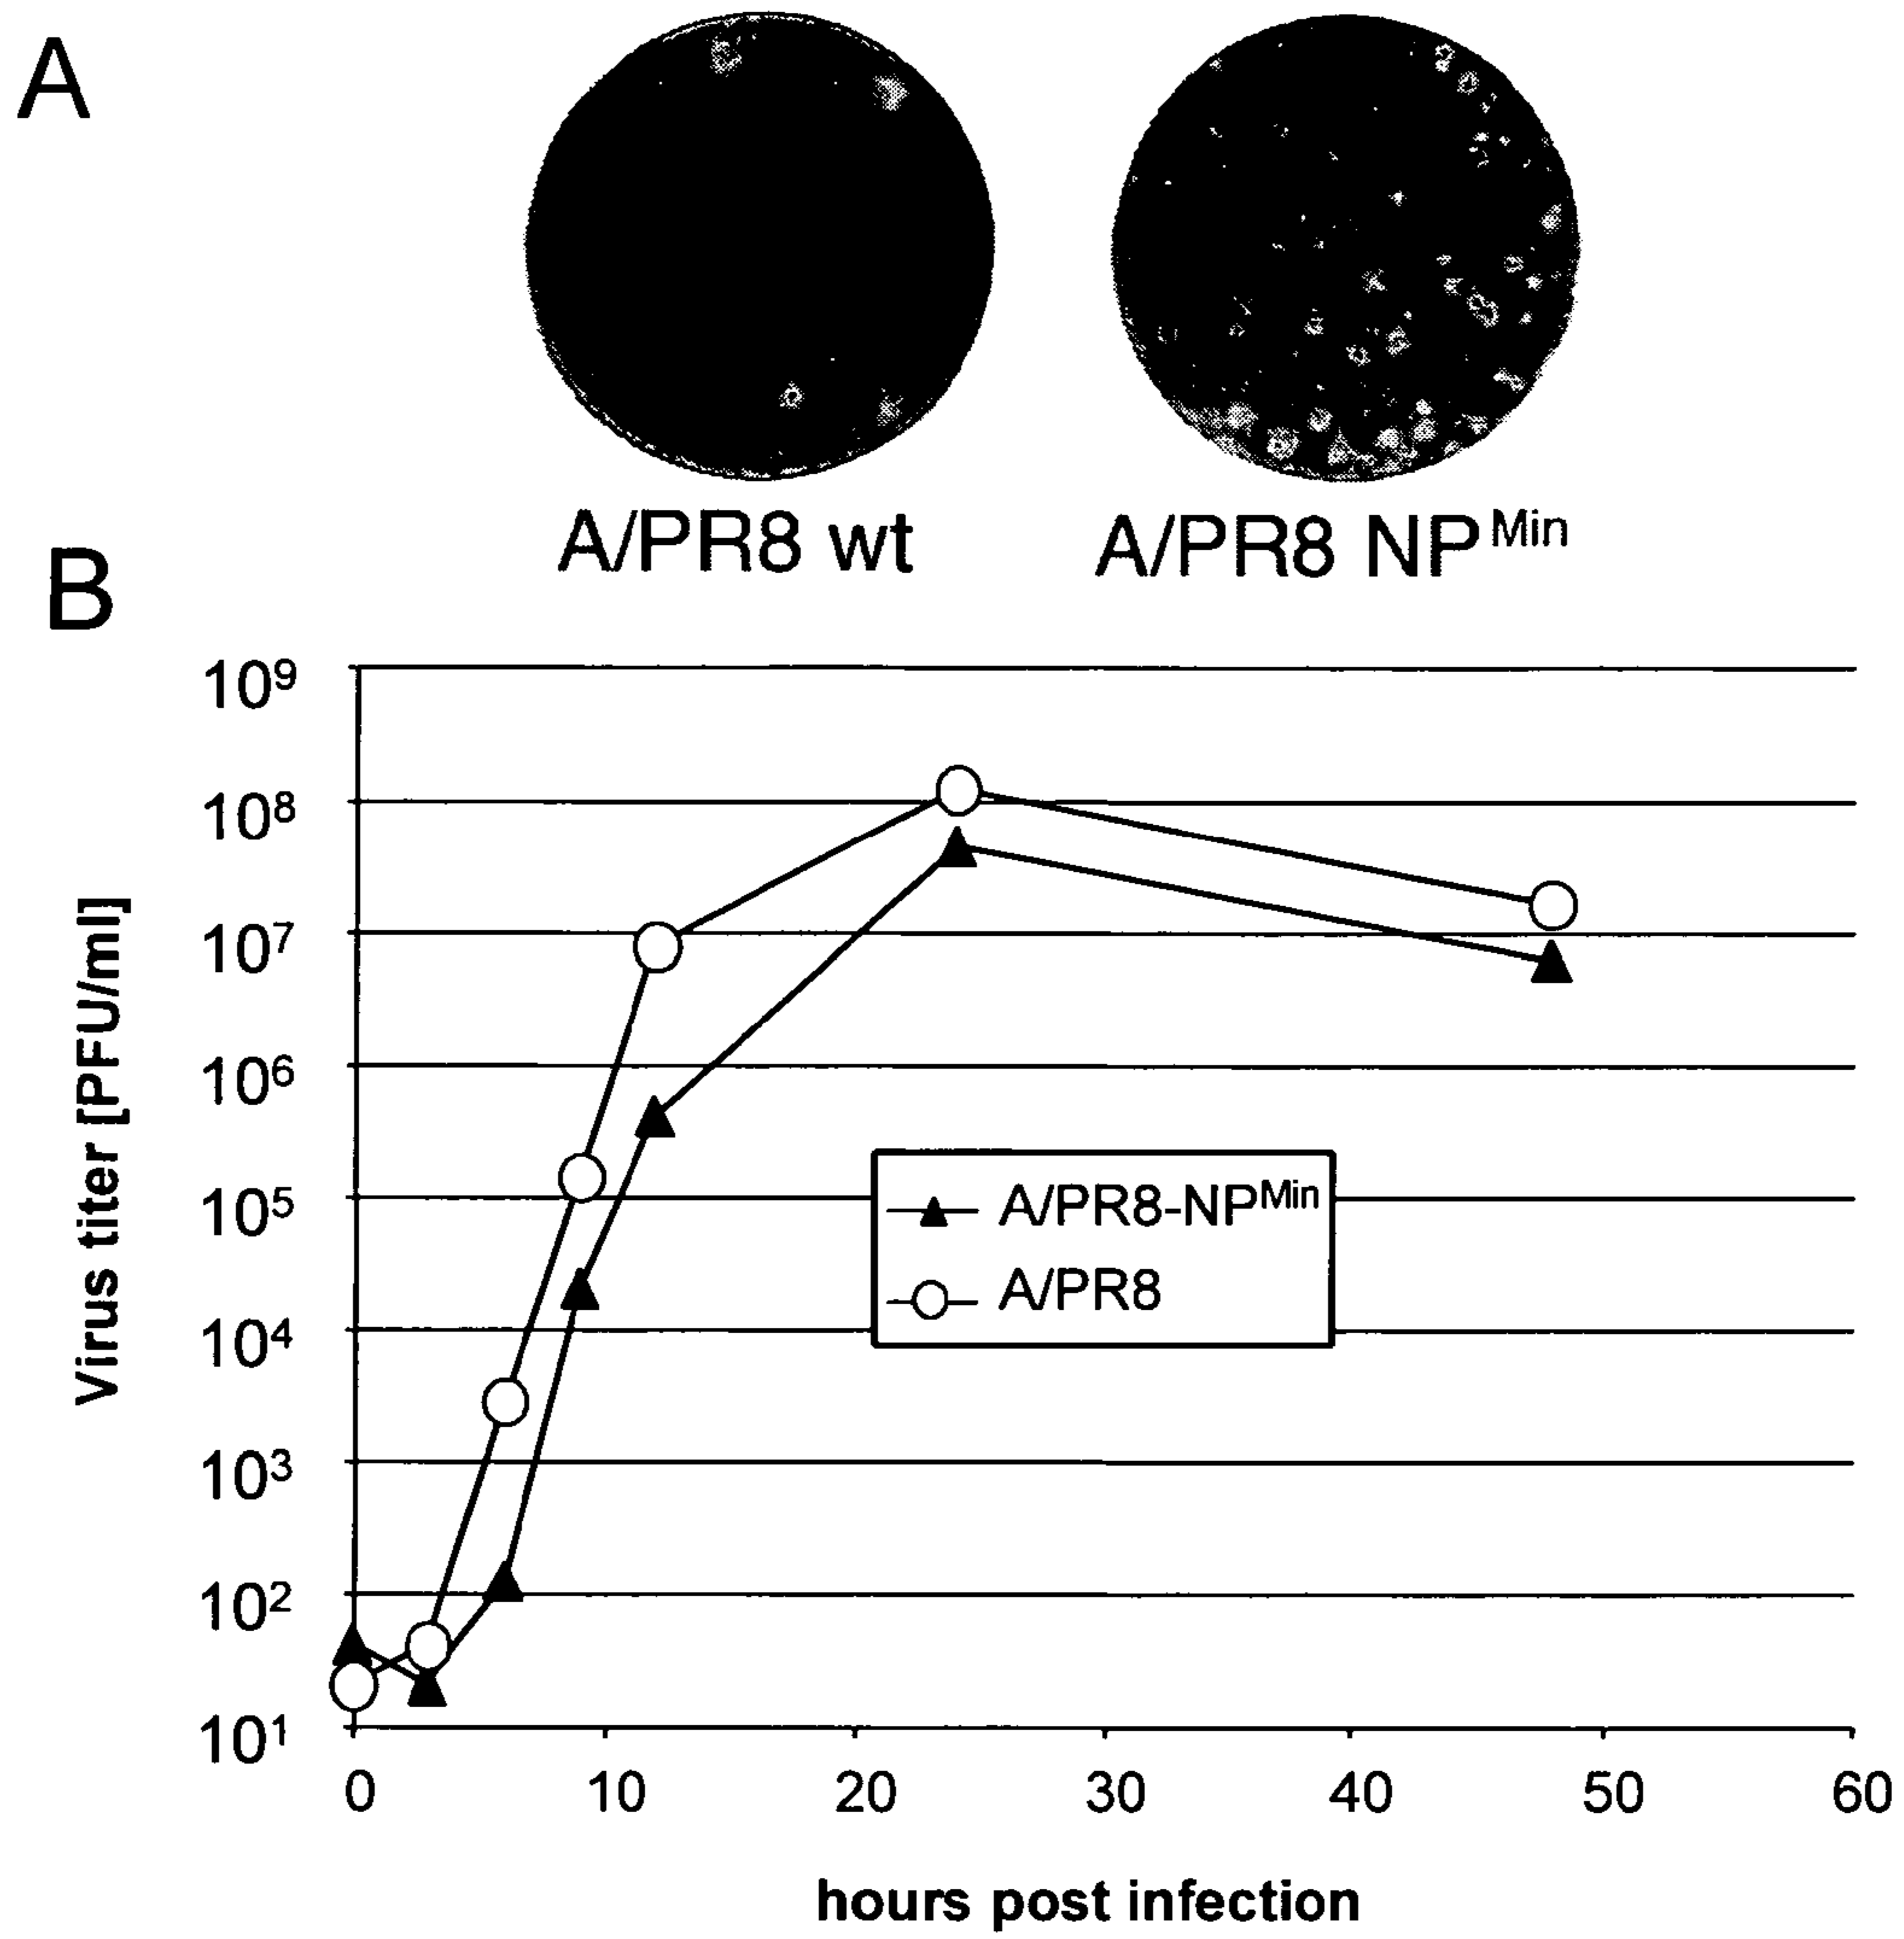 A
A/PR8 wt
A/PR8 NP^Min
B
10^9
10^8
10^7
10^6
10^5
10^4
10^3
10^2
10^1
Virus titer [PFU/ml]
A/PR8-NP^Min
A/PR8
0 10 20 30 40 50 60
hours post infection